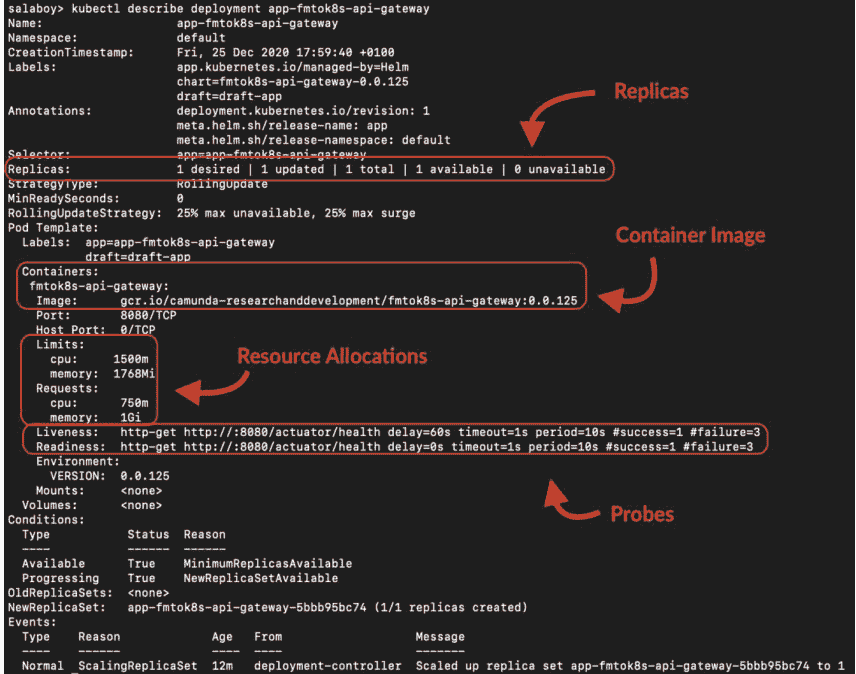 salaboy> kubectl describe deployment app-fmtok8s-api-gateway
Name: app-fmtok8s-api-gateway
Namespace: default
CreationTimestamp: Fri, 25 Dec 2020 17:59:40 +0100
Labels: app.kubernetes.io/managed-by=Helm
chart=fmtok8s-api-gateway-0.0.125
draft=draft-app
Annotations: deployment.kubernetes.io/revision: 1
meta.helm.sh/release-name: app
meta.helm.sh/release-namespace: default
Replicas
Selector: app=app-fmtok8s-api-gateway
Replicas: 1 desired | 1 updated | 1 total | 1 available | 0 unavailable
StrategyType: RollingUpdate
MinReadySeconds: 0
RollingUpdateStrategy: 25% max unavailable, 25% max surge
Pod Template:
Labels: app=app-fmtok8s-api-gateway
draft=draft-app
Container Image
Containers:
fmtok8s-api-gateway:
Image: gcr.io/camunda-researchanddevelopment/fmtok8s-api-gateway:0.0.125
Port: 8080/TCP
Host Port: 0/TCP
Limits:
cpu: 1500m
memory: 1768Mi
Requests:
cpu: 750m
memory: 1Gi
Resource Allocations
Liveness: http-get http://:8080/actuator/health delay=60s timeout=1s period=10s #success=1 #failure=3
Readiness: http-get http://:8080/actuator/health delay=0s timeout=1s period=10s #success=1 #failure=3
Environment:
VERSION: 0.0.125
Mounts: <none>
Volumes: <none>
Probes
Conditions:
Type Status Reason
---- ------ ------
Available True MinimumReplicasAvailable
Progressing True NewReplicaSetAvailable
OldReplicaSets: <none>
NewReplicaSet: app-fmtok8s-api-gateway-5bbb95bc74 (1/1 replicas created)
Events:
Type Reason Age From Message
---- ------ ---- ---- -------
Normal ScalingReplicaSet 12m deployment-controller Scaled up replica set app-fmtok8s-api-gateway-5bbb95bc74 to 1